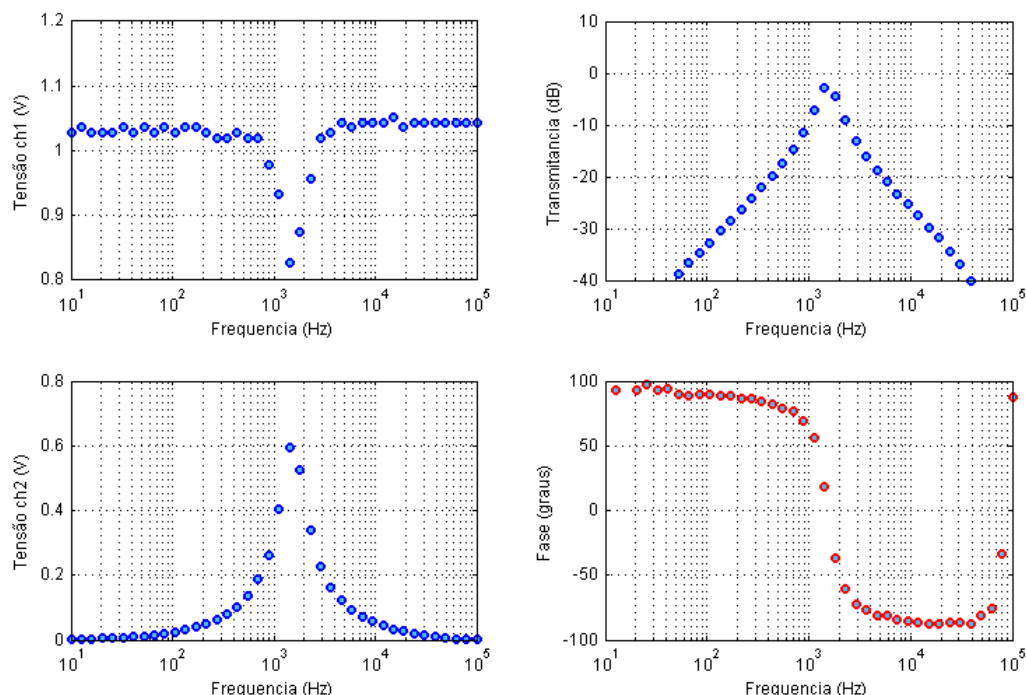 1.2
1.1
1
0.9
0.8
Tensão ch1 (V)
10^1 10^2 10^3 10^4 10^5
Frequencia (Hz)
10
0
-10
-20
-30
-40
Transmitancia (dB)
10^1 10^2 10^3 10^4 10^5
Frequencia (Hz)
0.8
0.6
0.4
0.2
0
Tensão ch2 (V)
10^1 10^2 10^3 10^4 10^5
Frequencia (Hz)
100
50
0
-50
-100
Fase (graus)
10^1 10^2 10^3 10^4 10^5
Frequencia (Hz)